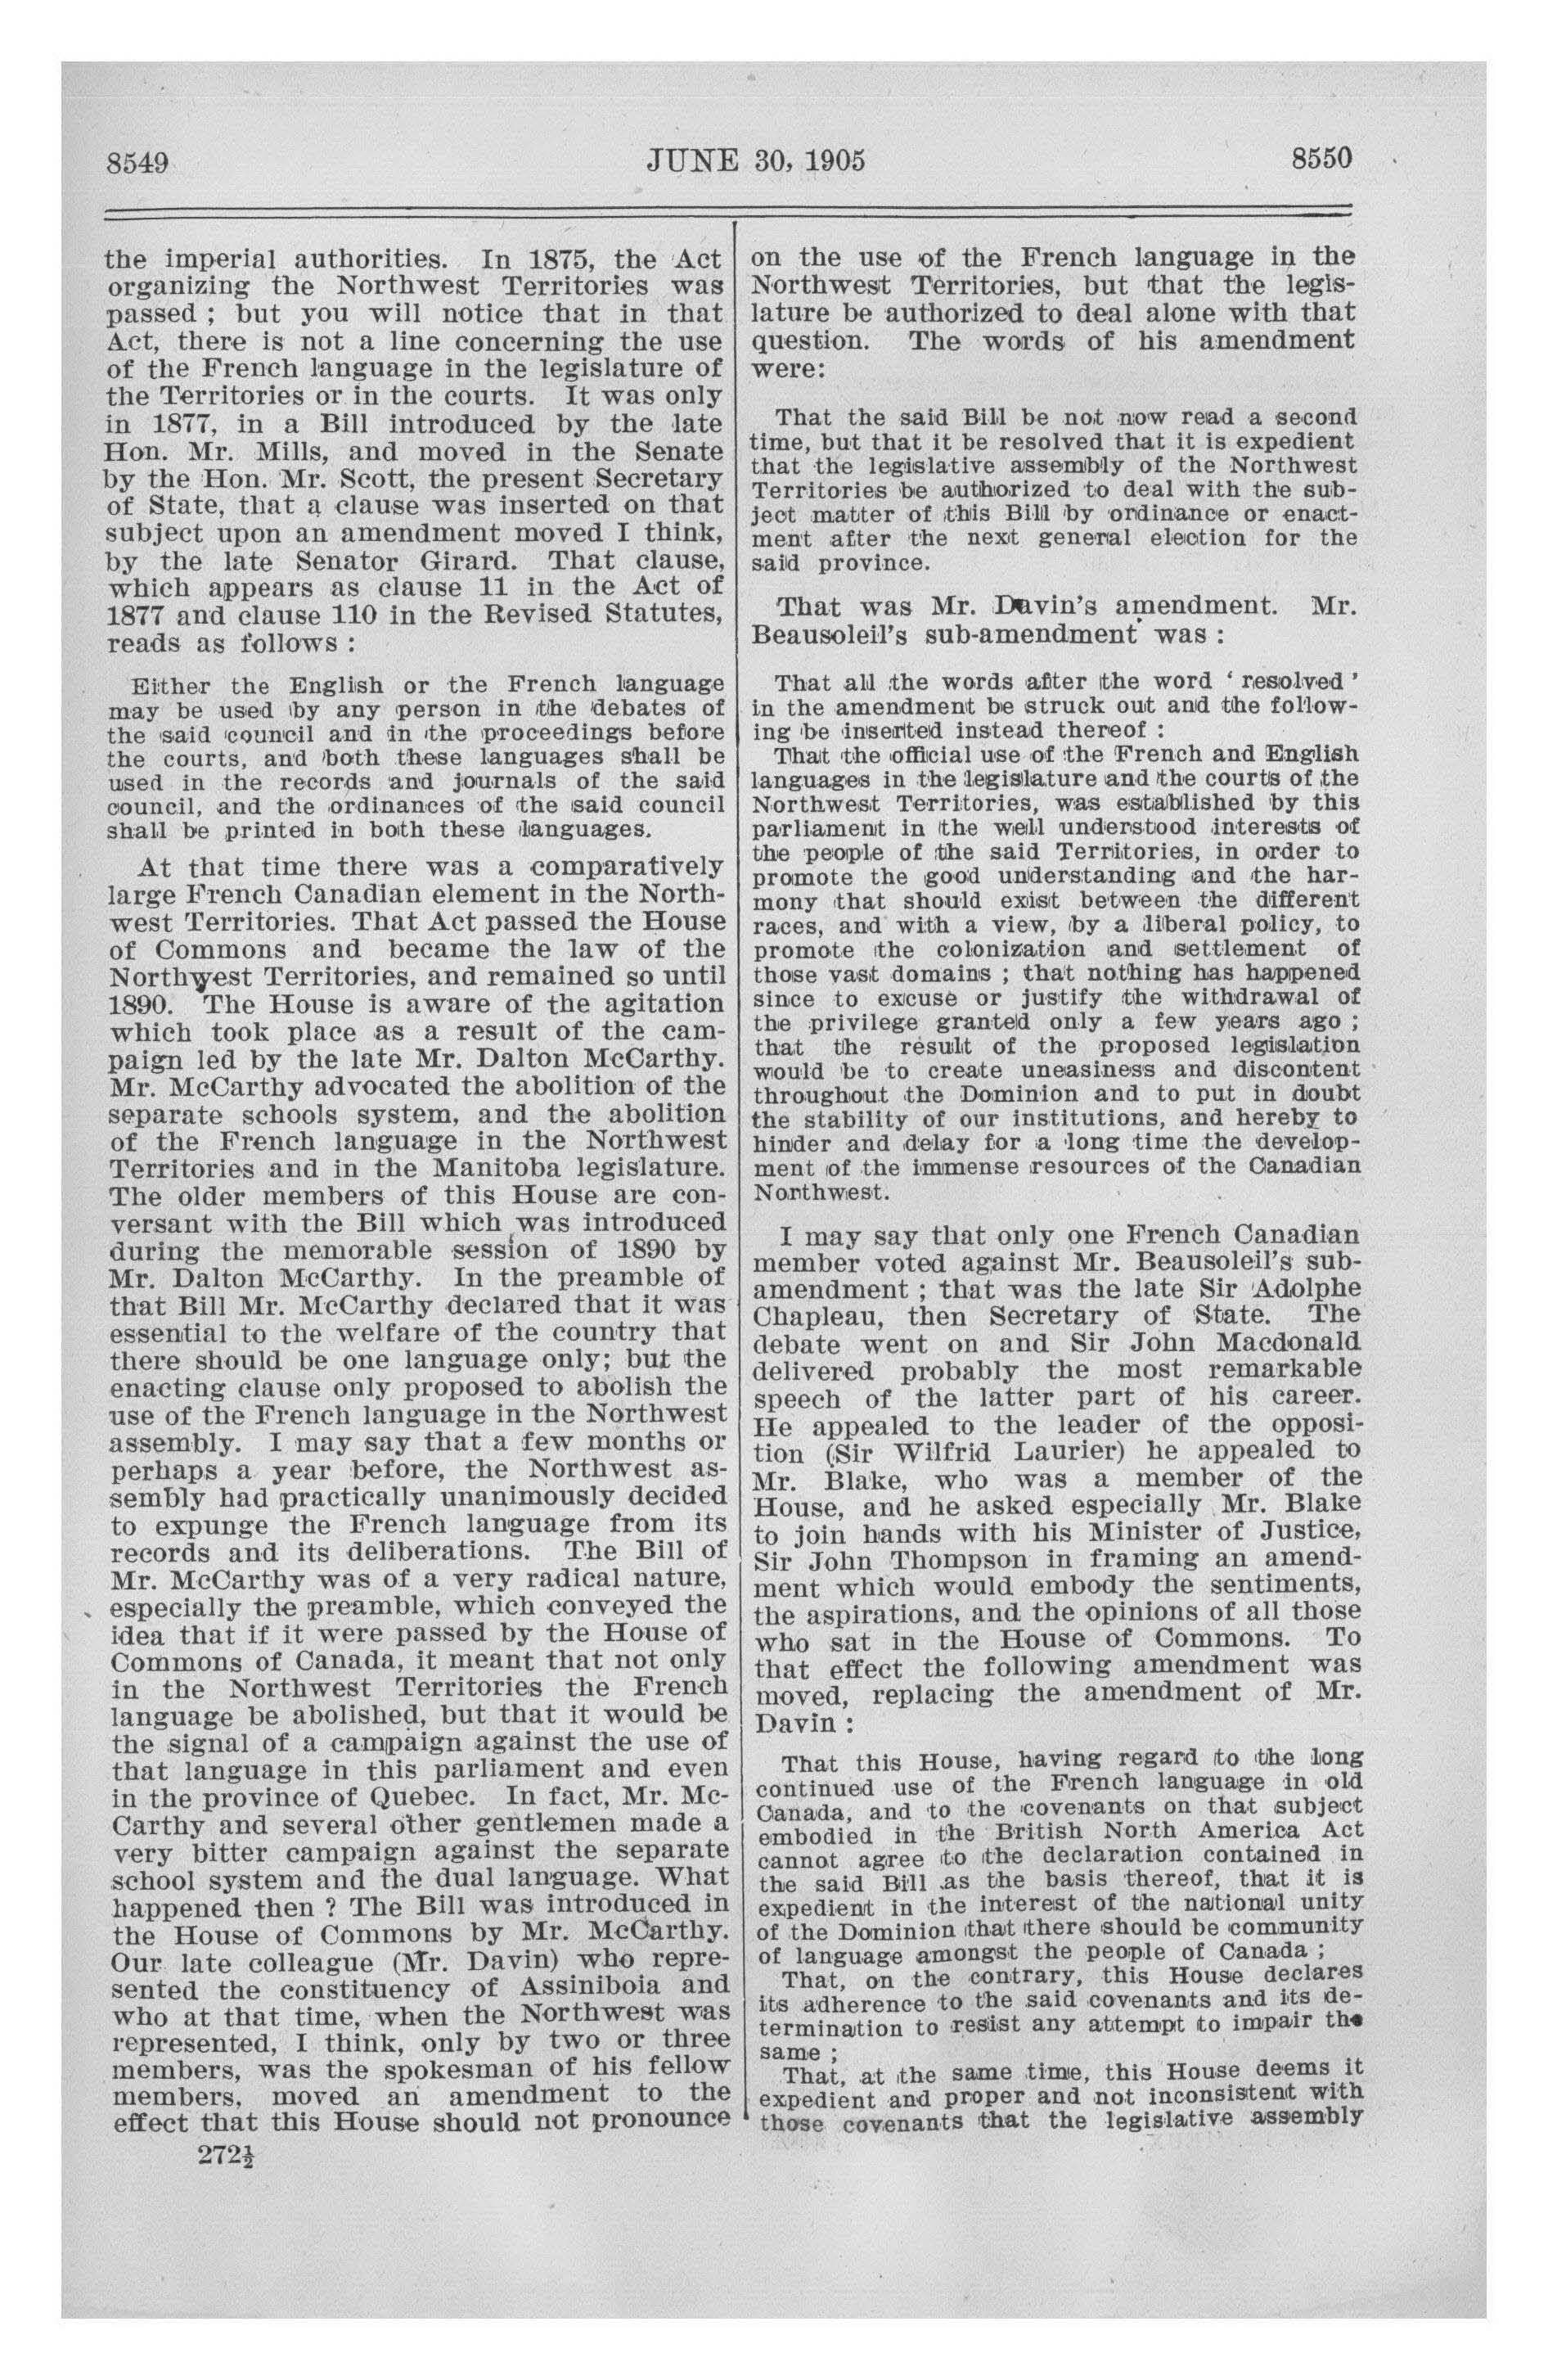 8549
JUNE 30, 1905
8550
the imperial authorities. In 1875, the Act
organizing the Northwest Territories was
passed ; but you will notice that in that
Act, there is not a line concerning the use
of the French language in the legislature of
the Territories or in the courts. It was only
in 1877, in a Bill introduced by the late
Hon. Mr. Mills, and moved in the Senate
by the Hon. Mr. Scott, the present Secretary
of State, that a clause was inserted on that
subject upon an amendment moved I think,
by the late Senator Girard. That clause,
which appears as clause 11 in the Act of
1877 and clause 110 in the Revised Statutes,
reads as follows :
Either the English or the French language
may be used by any person in the debates of
the said council and in the proceedings before
the courts, and both these languages shall be
used in the records and journals of the said
council, and the ordinances of the said council
shall be printed in both these languages.
At that time there was a comparatively
large French Canadian element in the North-
west Territories. That Act passed the House
of Commons and became the law of the
Northwest Territories, and remained so until
1890. The House is aware of the agitation
which took place as a result of the cam-
paign led by the late Mr. Dalton McCarthy.
Mr. McCarthy advocated the abolition of the
separate schools system, and the abolition
of the French language in the Northwest
Territories and in the Manitoba legislature.
The older members of this House are con-
versant with the Bill which was introduced
during the memorable session of 1890 by
Mr. Dalton McCarthy. In the preamble of
that Bill Mr. McCarthy declared that it was
essential to the welfare of the country that
there should be one language only; but the
enacting clause only proposed to abolish the
use of the French language in the Northwest
assembly. I may say that a few months or
perhaps a year before, the Northwest as-
sembly had practically unanimously decided
to expunge the French language from its
records and its deliberations. The Bill of
Mr. McCarthy was of a very radical nature,
especially the preamble, which conveyed the
idea that if it were passed by the House of
Commons of Canada, it meant that not only
in the Northwest Territories the French
language be abolished, but that it would be
the signal of a campaign against the use of
that language in this parliament and even
in the province of Quebec. In fact, Mr. Mc-
Carthy and several other gentlemen made a
very bitter campaign against the separate
school system and the dual language. What
happened then ? The Bill was introduced in
the House of Commons by Mr. McCarthy.
Our late colleague (Mr. Davin) who repre-
sented the constituency of Assiniboia and
who at that time, when the Northwest was
represented, I think, only by two or three
members, was the spokesman of his fellow
members, moved an amendment to the
effect that this House should not pronounce
272½
on the use of the French language in the
Northwest Territories, but that the legis-
lature be authorized to deal alone with that
question. The words of his amendment
were:
That the said Bill be not now read a second
time, but that it be resolved that it is expedient
that the legislative assembly of the Northwest
Territories be authorized to deal with the sub-
ject matter of this Bill by ordinance or enact-
ment after the next general election for the
said province.
That was Mr. Davin's amendment. Mr.
Beausoleil's sub-amendment was :
That all the words after the word ' resolved '
in the amendment be struck out and the follow-
ing be inserted instead thereof :
That the official use of the French and English
languages in the legislature and the courts of the
Northwest Territories, was established by this
parliament in the well understood interests of
the people of the said Territories, in order to
promote the good understanding and the har-
mony that should exist between the different
races, and with a view, by a liberal policy, to
promote the colonization and settlement of
those vast domains ; that nothing has happened
since to excuse or justify the withdrawal of
the privilege granted only a few years ago ;
that the result of the proposed legislation
would be to create uneasiness and discontent
throughout the Dominion and to put in doubt
the stability of our institutions, and hereby to
hinder and delay for a long time the develop-
ment of the immense resources of the Canadian
Northwest.
I may say that only one French Canadian
member voted against Mr. Beausoleil's sub-
amendment ; that was the late Sir Adolphe
Chapleau, then Secretary of State. The
debate went on and Sir John Macdonald
delivered probably the most remarkable
speech of the latter part of his career.
He appealed to the leader of the opposi-
tion (Sir Wilfrid Laurier) he appealed to
Mr. Blake, who was a member of the
House, and he asked especially Mr. Blake
to join hands with his Minister of Justice,
Sir John Thompson in framing an amend-
ment which would embody the sentiments,
the aspirations, and the opinions of all those
who sat in the House of Commons. To
that effect the following amendment was
moved, replacing the amendment of Mr.
Davin :
That this House, having regard to the long
continued use of the French language in old
Canada, and to the covenants on that subject
embodied in the British North America Act
cannot agree to the declaration contained in
the said Bill as the basis thereof, that it is
expedient in the interest of the national unity
of the Dominion that there should be community
of language amongst the people of Canada ;
That, on the contrary, this House declares
its adherence to the said covenants and its de-
termination to resist any attempt to impair the
same ;
That, at the same time, this House deems it
expedient and proper and not inconsistent with
those covenants that the legislative assembly